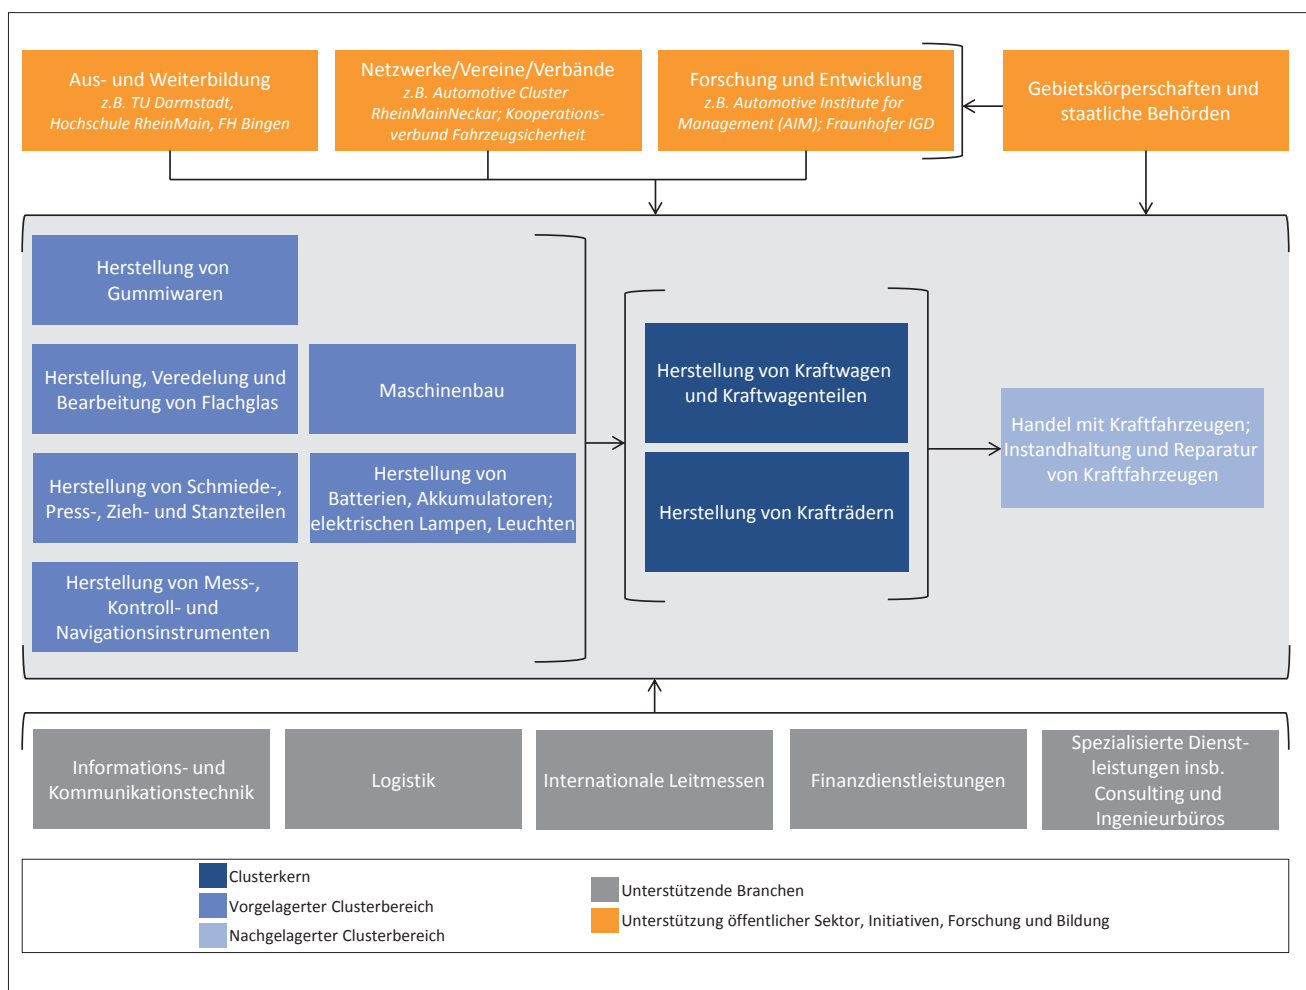 Aus- und Weiterbildung
z.B. TU Darmstadt,
Hochschule RheinMain, FH Bingen
Netzwerke/Vereine/Verbände
z.B. Automotive Cluster
RheinMainNeckar; Kooperations-
verbund Fahrzeugsicherheit
Forschung und Entwicklung
z.B. Automotive Institute for
Management (AIM); Fraunhofer IGD
Gebietskörperschaften und
staatliche Behörden
Herstellung von
Gummiwaren
Herstellung, Veredelung und
Bearbeitung von Flachglas
Maschinenbau
Herstellung von Schmiede-,
Press-, Zieh- und Stanzteilen
Herstellung von
Batterien, Akkumulatoren;
elektrischen Lampen, Leuchten
Herstellung von Mess-,
Kontroll- und
Navigationsinstrumenten
Herstellung von Kraftwagen
und Kraftwagenteilen
Herstellung von Krafträdern
Handel mit Kraftfahrzeugen;
Instandhaltung und Reparatur
von Kraftfahrzeugen
Informations- und
Kommunikationstechnik
Logistik
Internationale Leitmessen
Finanzdienstleistungen
Spezialisierte Dienst-
leistungen insb.
Consulting und
Ingenieurbüros
Clusterkern
Vorgelagerter Clusterbereich
Nachgelagerter Clusterbereich
Unterstützende Branchen
Unterstützung öffentlicher Sektor, Initiativen, Forschung und Bildung